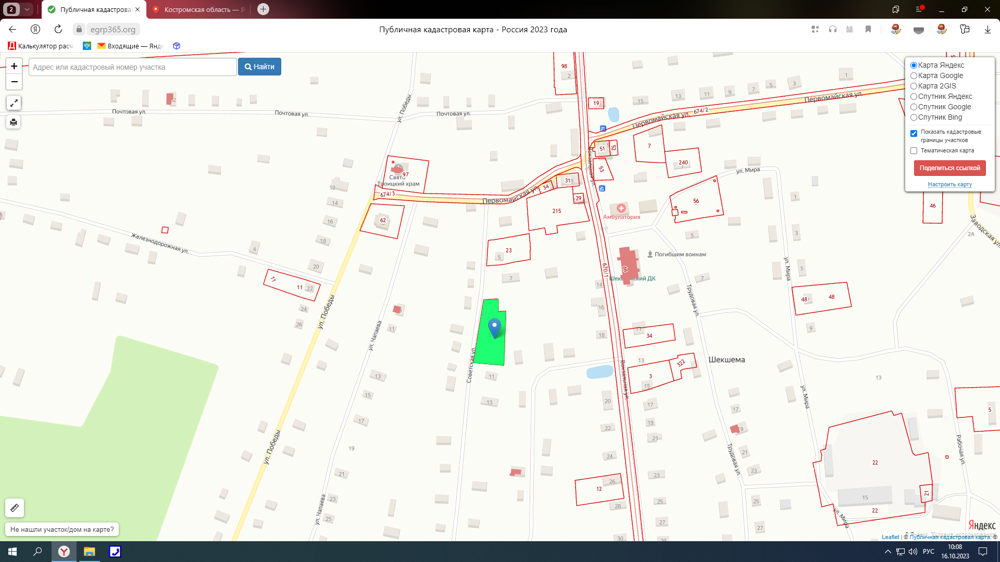 2
Публичная кадастрова
Костромская область — Я
egrp365.org
Публичная кадастровая карта - Россия 2023 года
Калькулятор расч
Входящие — Янде
+
−
Адрес или кадастровый номер участка
Найти
Карта Яндекс
Карта Google
Карта 2GIS
Спутник Яндекс
Спутник Google
Спутник Bing
Показать кадастровые
границы участков
Тематическая карта
Поделиться ссылкой
Настроить карту
98
2
19
15
13
11
9
7
5
3
1
Почтовая ул.
Почтовая ул.
Почтовая ул.
ул. Победы
Первомайская ул.
674/2
Первомайская ул.
51
52
53
7
240
97
Свято
Троицкий храм
674/3
Первомайская ул.
34
31
29
215
Вокзальная ул.
ул. Мира
56
46
Заводская ул.
2А
Амбулатория
12
14
16
18
20
62
Железнодорожная ул.
4
11
11
22
24
26
23
5
7
Погибшим воинам
66
Шекшемский ДК
670/1
14
16
18
5
7
1
3
5
ул. Мира
48
48
9
Трудовая ул.
ул. Победы
ул. Чапаева
11
Советская ул.
11
13
34
13
322
3
15
Вокзальная ул.
Шекшема
13
ул. Мира
13
15
17
19
21
23
25
ул. Победы
ул. Чапаева
20
22
24
12
26
28
30
17
19
21
23
25
27
29
17
19
21
23
25
27
Трудовая ул.
5
Рабочая ул.
22
15
21
22
ул. Мира
Не нашли участок/дом на карте?
Яндекс
Условия использования
Leaflet | © Публичная кадастровая карта, ©
РУС
10:08
16.10.2023